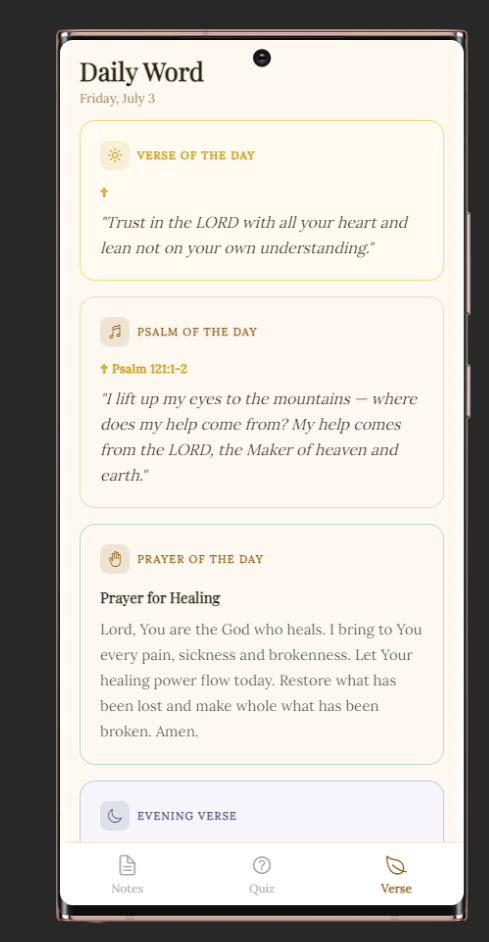 Daily Word
Friday, July 3
VERSE OF THE DAY
✝
"Trust in the LORD with all your heart and
lean not on your own understanding."
PSALM OF THE DAY
✝ Psalm 121:1-2
"I lift up my eyes to the mountains — where
does my help come from? My help comes
from the LORD, the Maker of heaven and
earth."
PRAYER OF THE DAY
Prayer for Healing
Lord, You are the God who heals. I bring to You
every pain, sickness and brokenness. Let Your
healing power flow today. Restore what has
been lost and make whole what has been
broken. Amen.
EVENING VERSE
Notes
Quiz
Verse